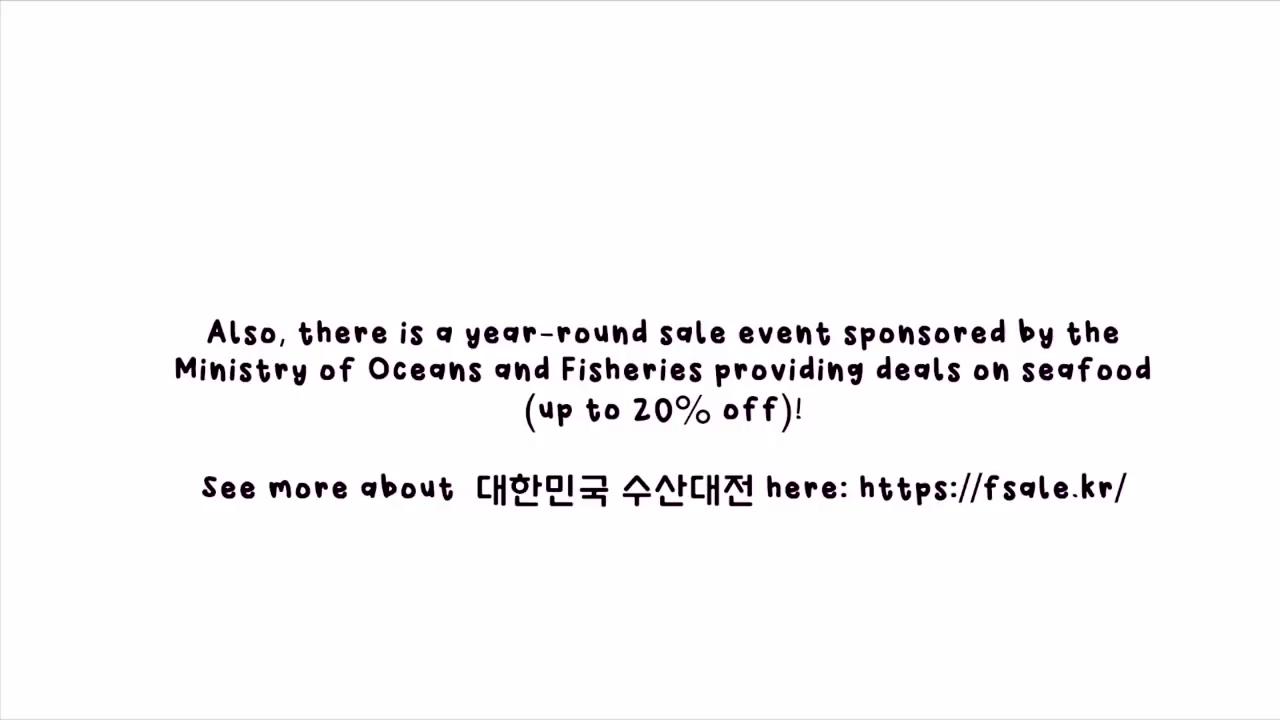 Also, there is a year-round sale event sponsored by the
Ministry of Oceans and Fisheries providing deals on seafood
(up to 20% off)!
See more about 대한민국 수산대전 here: https://fsale.kr/